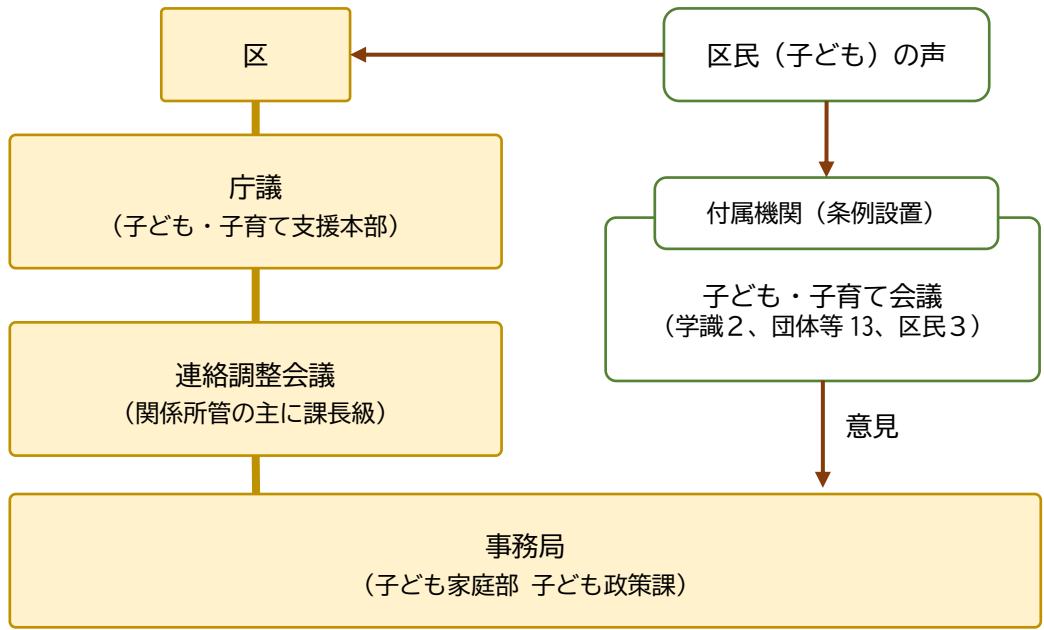 区
区民（子ども）の声
庁議
（子ども・子育て支援本部）
付属機関（条例設置）
子ども・子育て会議
（学識２、団体等 13、区民３）
連絡調整会議
（関係所管の主に課長級）
意見
事務局
（子ども家庭部 子ども政策課）